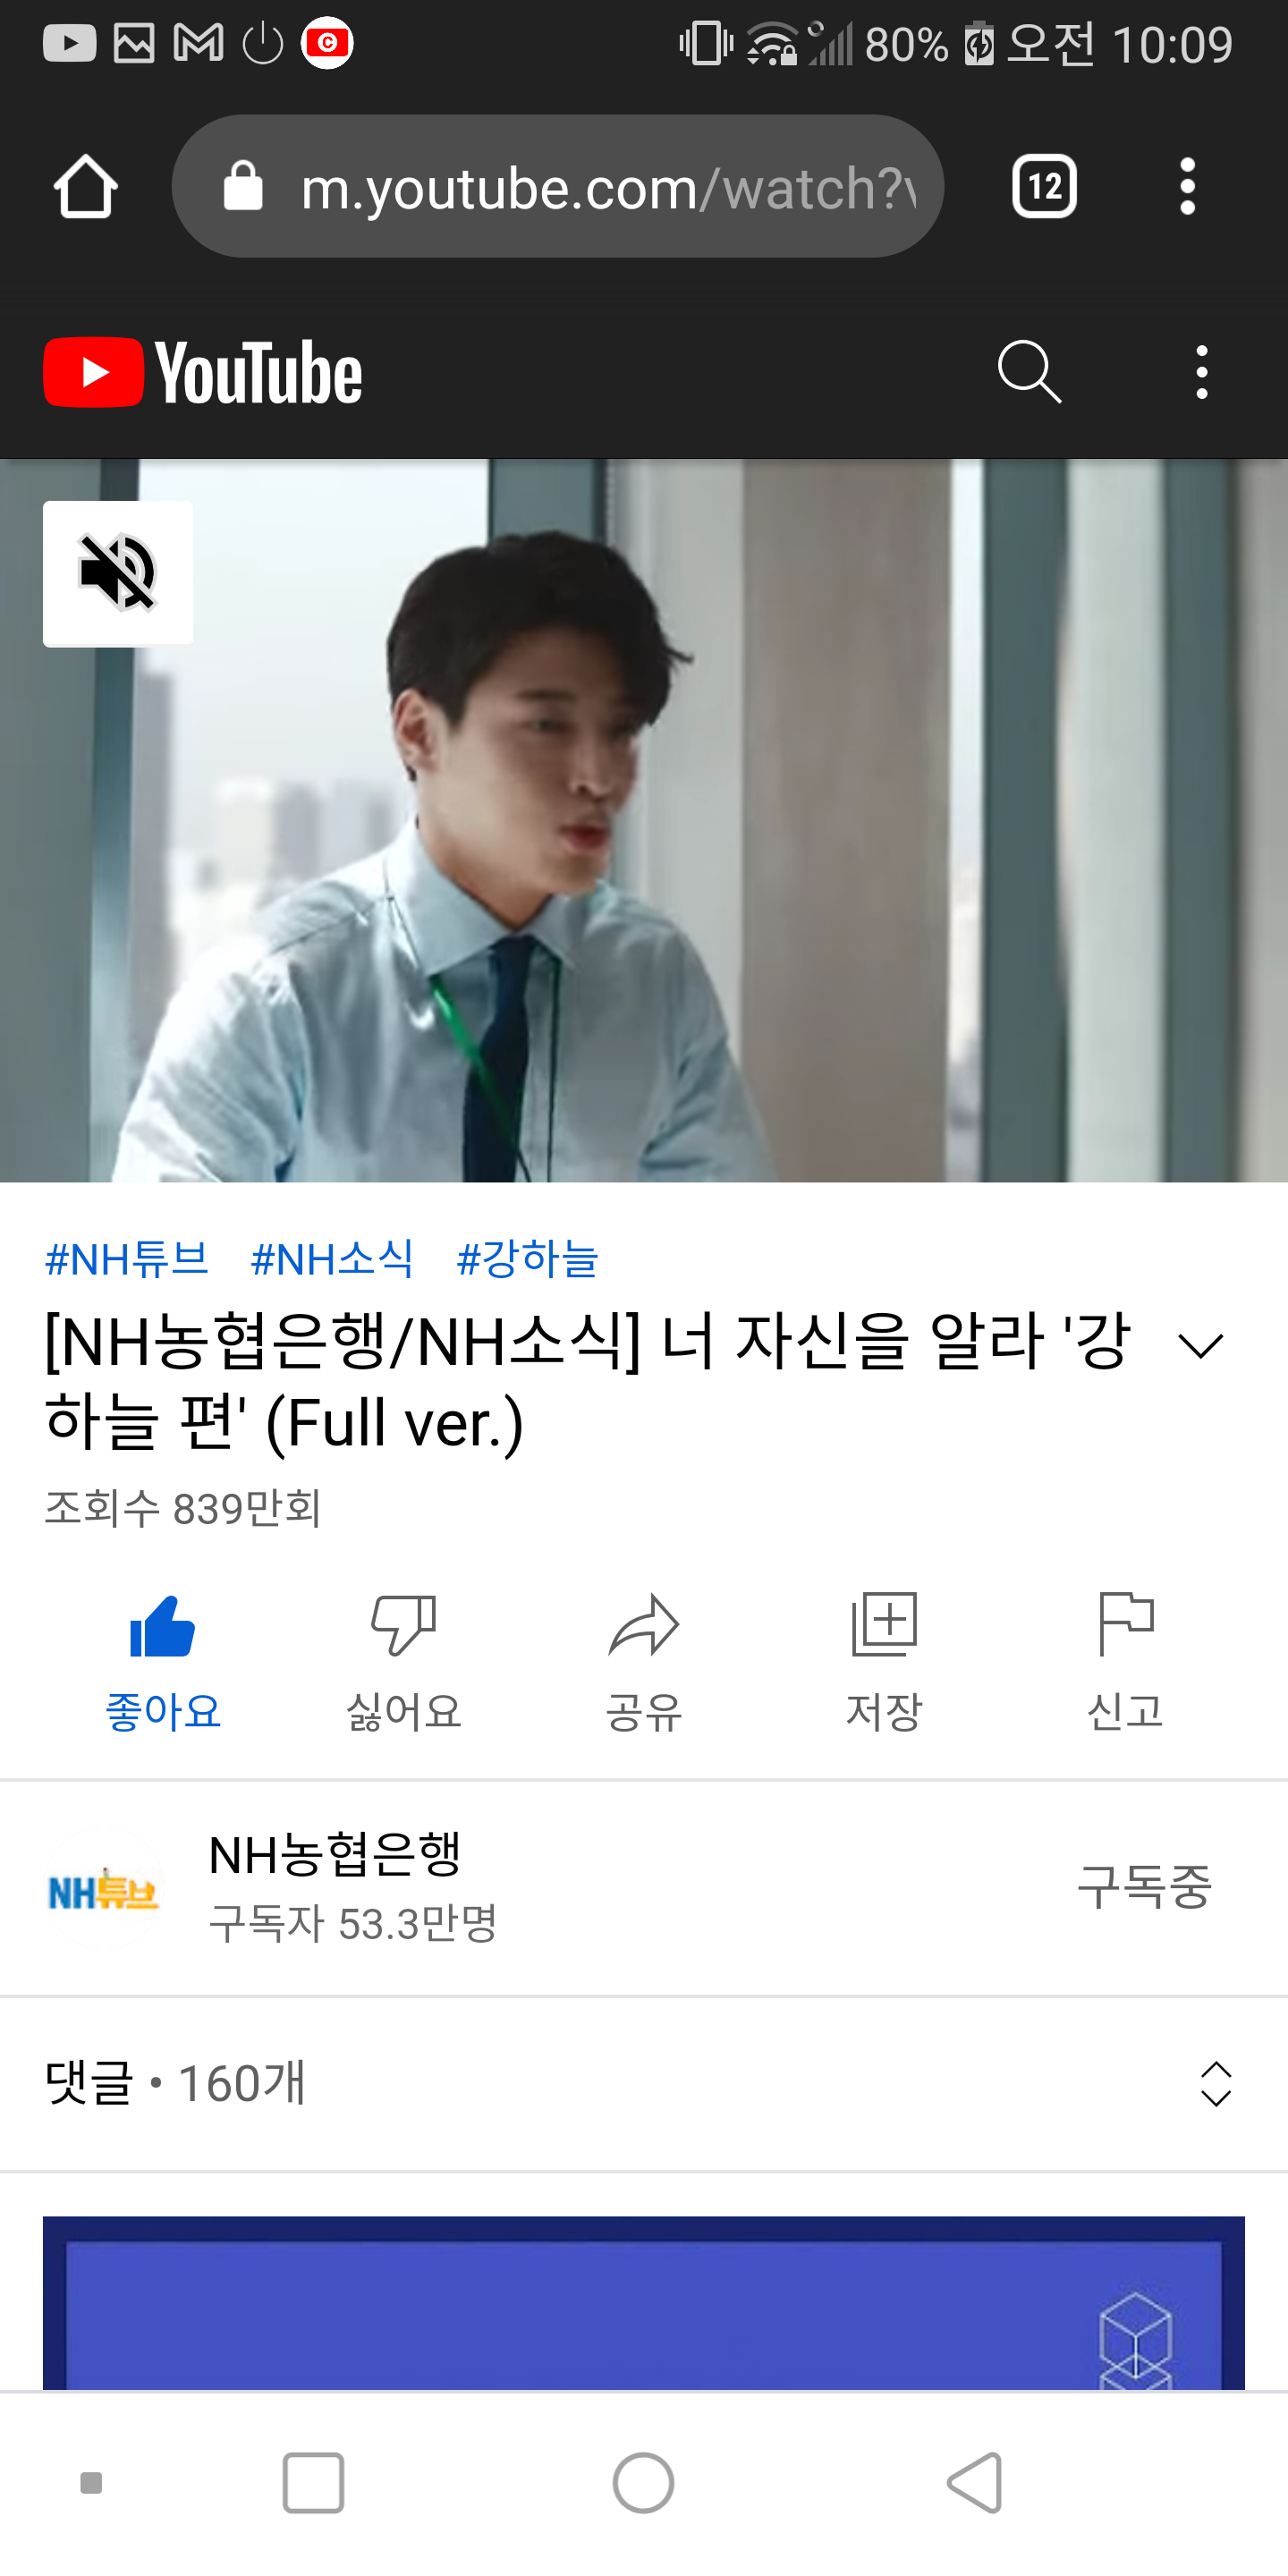 80% 오전 10:09
m.youtube.com/watch?v
12
YouTube
#NH튜브 #NH소식 #강하늘
[NH농협은행/NH소식] 너 자신을 알라 '강
하늘 편' (Full ver.)
조회수 839만회
좋아요 싫어요 공유 저장 신고
NH튜브
NH농협은행
구독자 53.3만명
구독중
댓글 • 160개